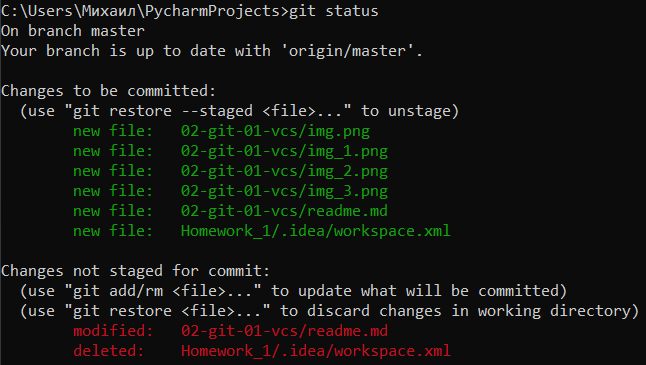 C:\Users\Михаил\PycharmProjects>git status
On branch master
Your branch is up to date with 'origin/master'.

Changes to be committed:
  (use "git restore --staged <file>..." to unstage)
        new file:   02-git-01-vcs/img.png
        new file:   02-git-01-vcs/img_1.png
        new file:   02-git-01-vcs/img_2.png
        new file:   02-git-01-vcs/img_3.png
        new file:   02-git-01-vcs/readme.md
        new file:   Homework_1/.idea/workspace.xml

Changes not staged for commit:
  (use "git add/rm <file>..." to update what will be committed)
  (use "git restore <file>..." to discard changes in working directory)
        modified:   02-git-01-vcs/readme.md
        deleted:    Homework_1/.idea/workspace.xml